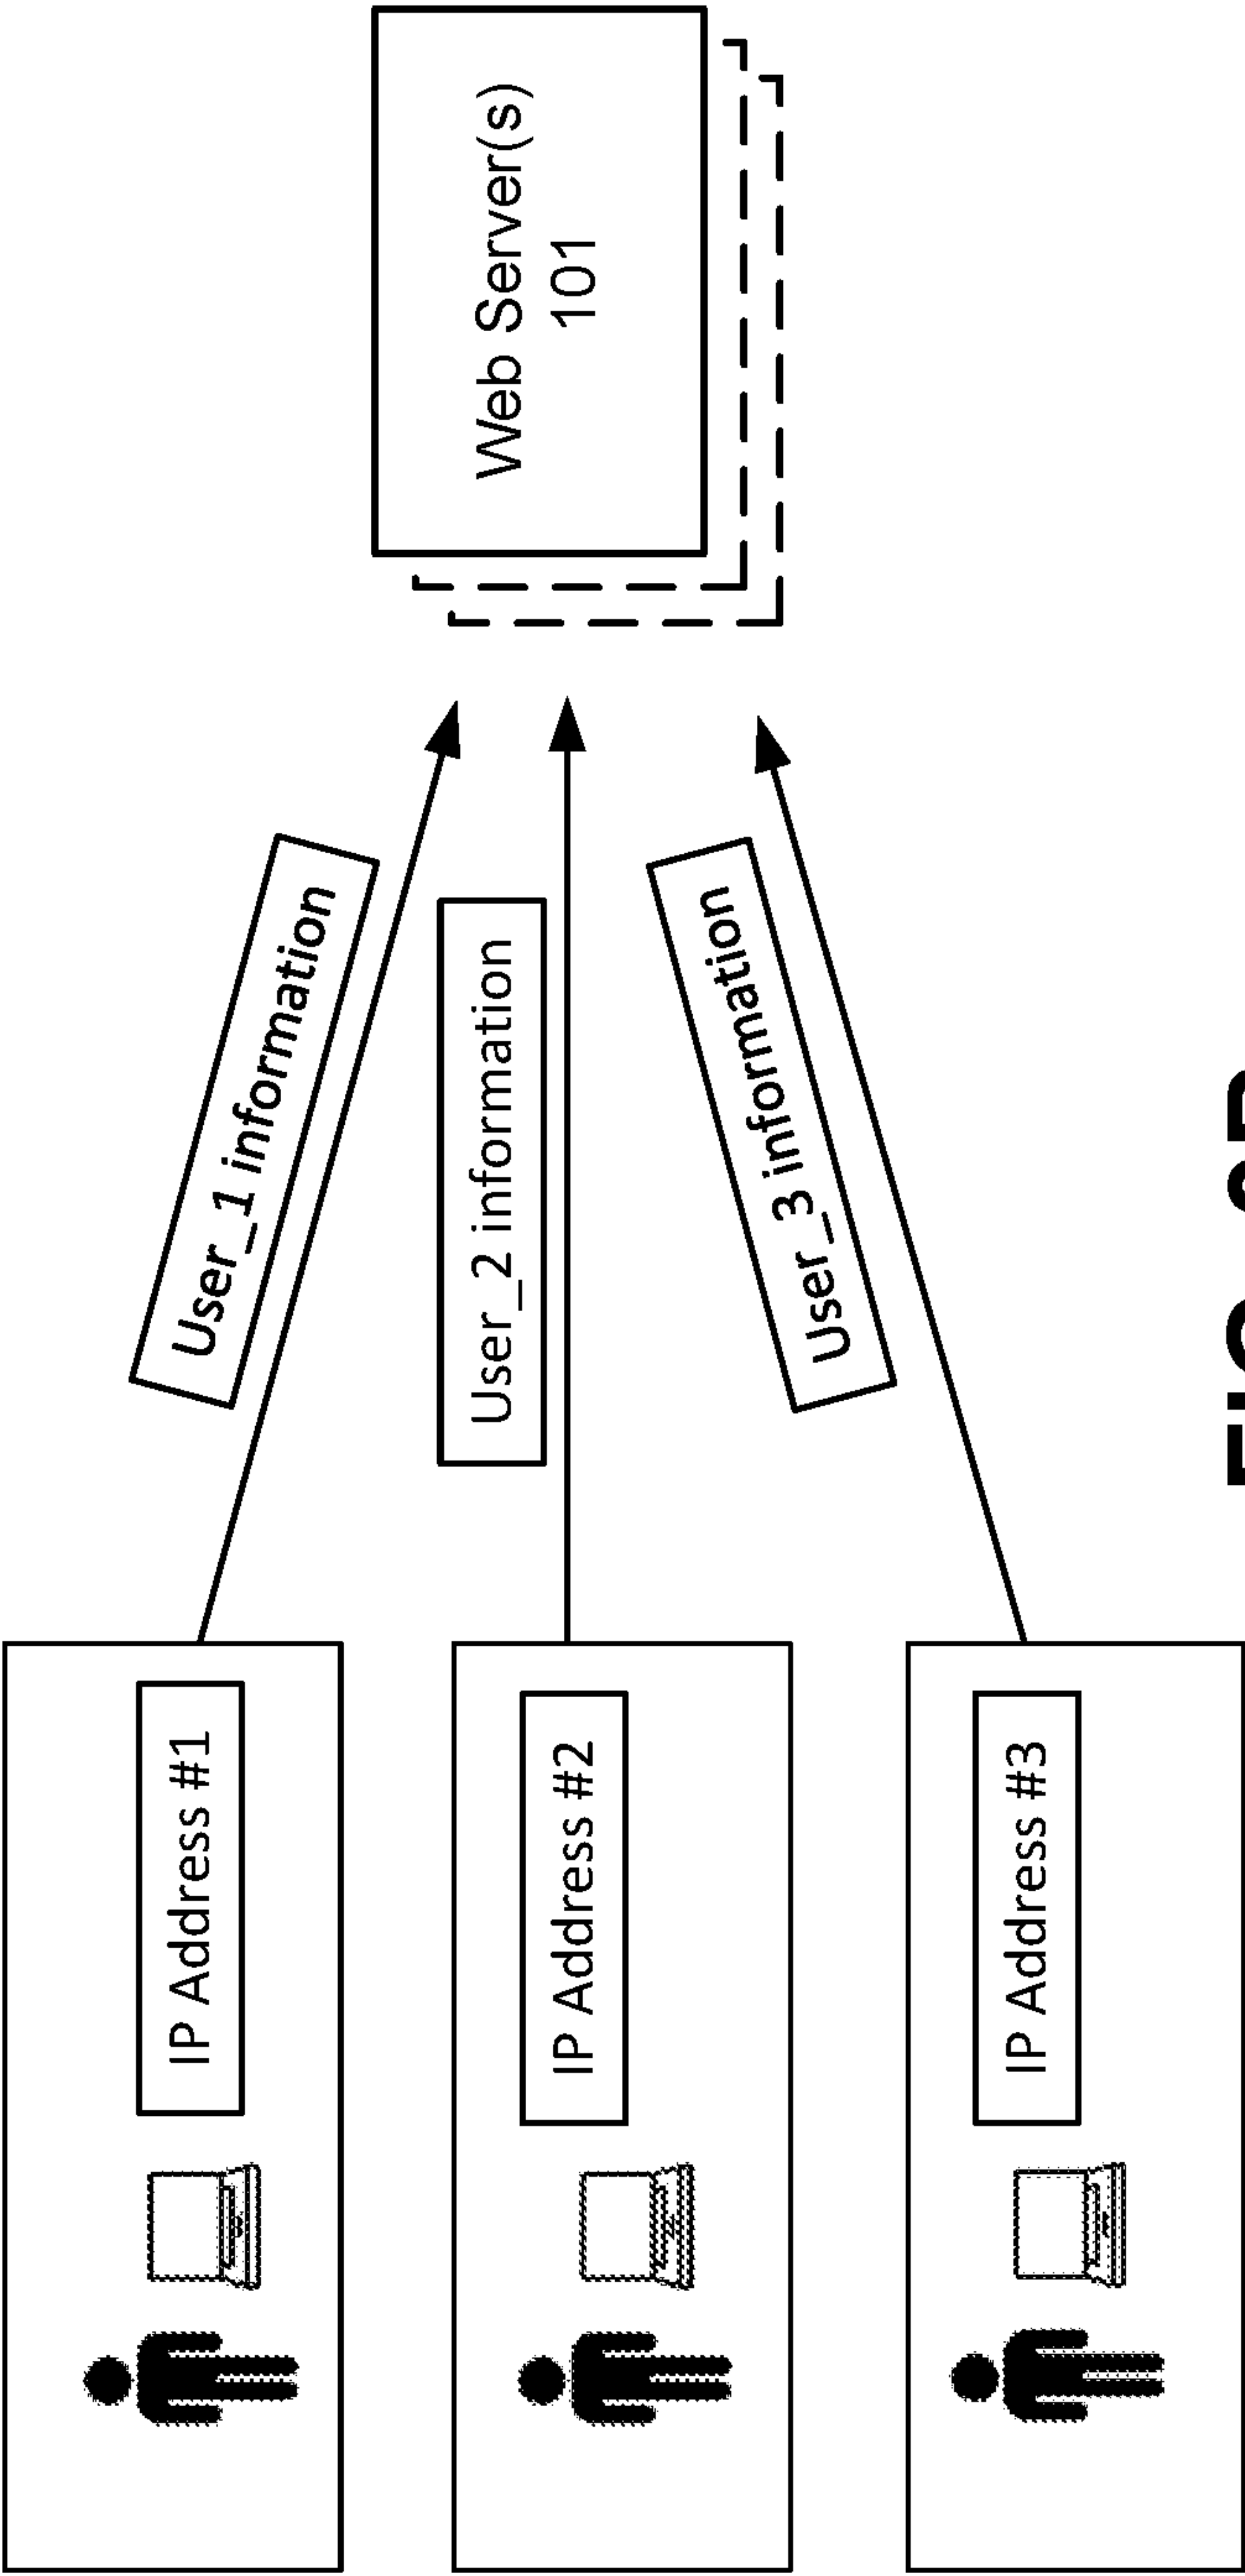 IP Address #1
User_1 information
IP Address #2
User_2 information
IP Address #3
User_3 information
Web Server(s)
101